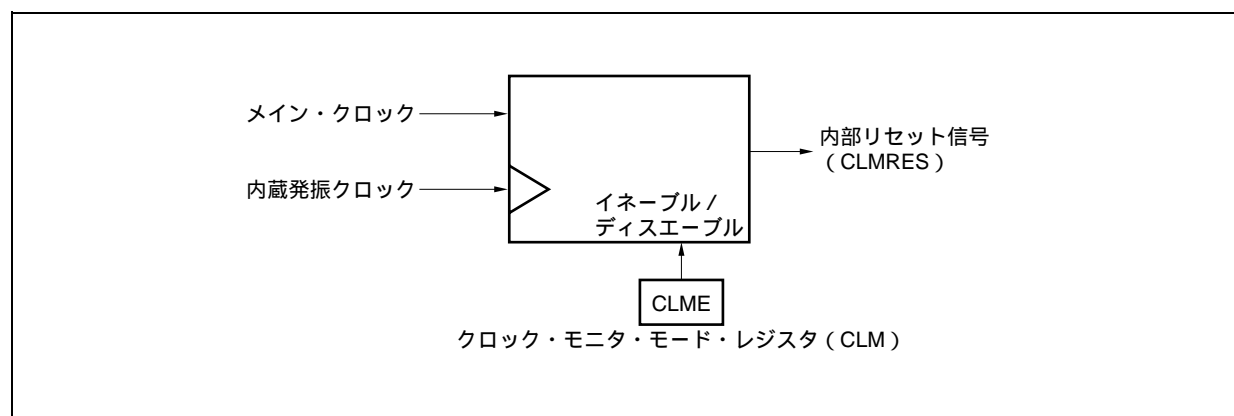 メイン・クロック
内蔵発振クロック
イネーブル /
ディスエーブル
内部リセット信号
（CLMRES）
CLME
クロック・モニタ・モード・レジスタ（CLM）